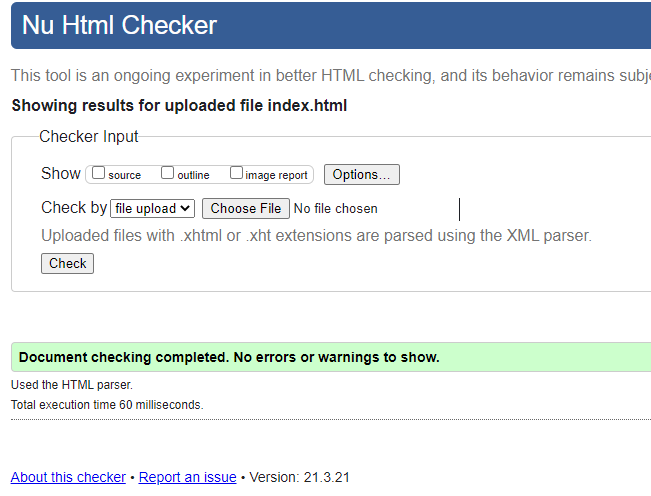 Nu Html Checker
This tool is an ongoing experiment in better HTML checking, and its behavior remains subje
Showing results for uploaded file index.html
Checker Input
Show source outline image report Options...
Check by file upload Choose File No file chosen
Uploaded files with .xhtml or .xht extensions are parsed using the XML parser.
Check
Document checking completed. No errors or warnings to show.
Used the HTML parser.
Total execution time 60 milliseconds.
About this checker • Report an issue • Version: 21.3.21